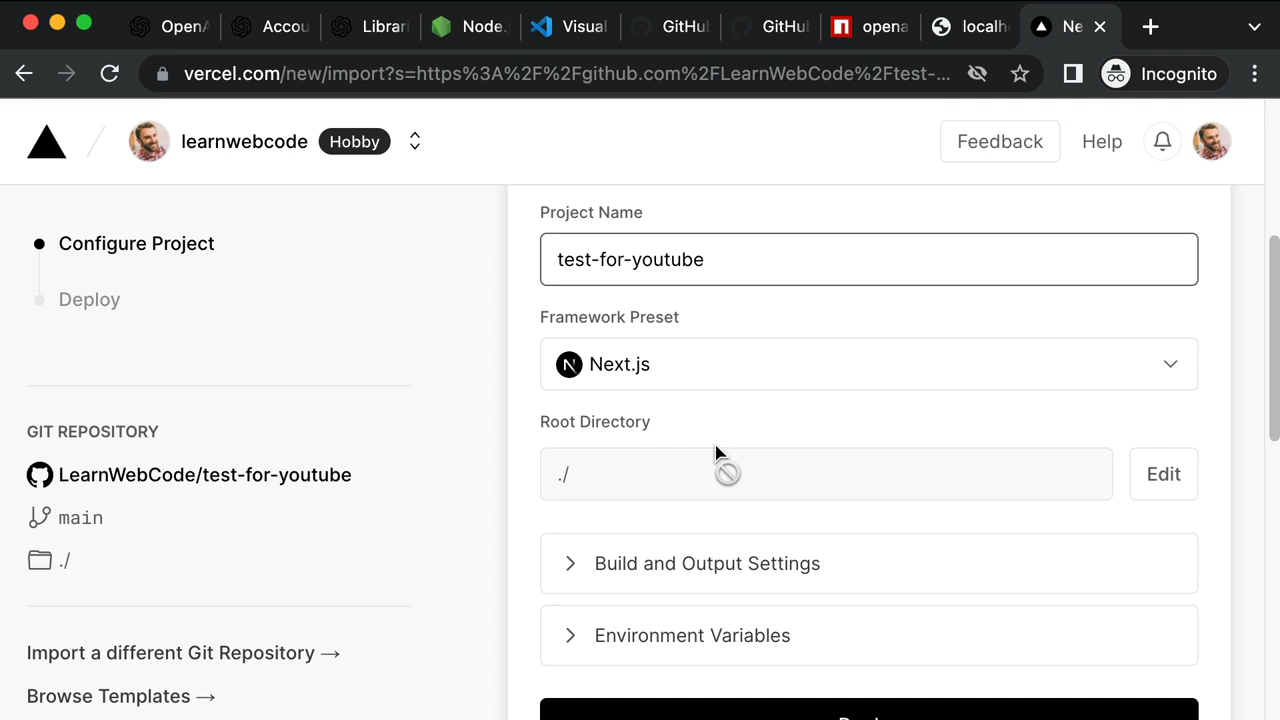 OpenA
Accou
Librari
Node.j
Visual
GitHu
GitHu
opena
localh
Ne
vercel.com/new/import?s=https%3A%2F%2Fgithub.com%2FLearnWebCode%2Ftest-...
Incognito
learnwebcode
Hobby
Feedback
Help
Configure Project
Deploy
GIT REPOSITORY
LearnWebCode/test-for-youtube
main
./
Import a different Git Repository →
Browse Templates →
Project Name
test-for-youtube
Framework Preset
N
Next.js
Root Directory
./
Edit
Build and Output Settings
Environment Variables